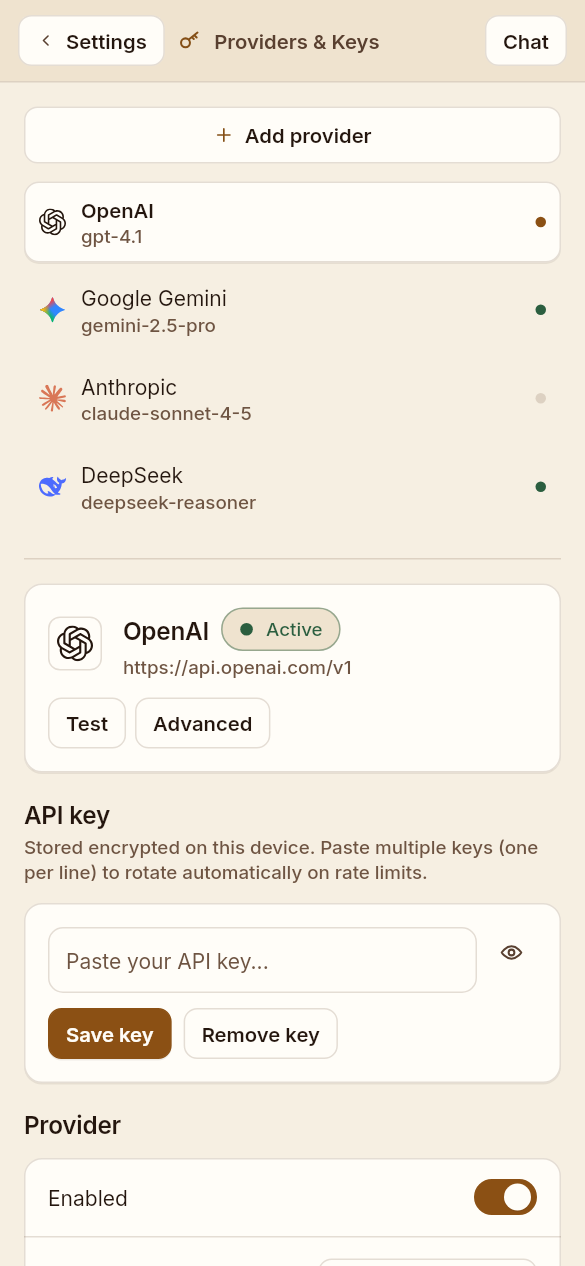 Settings
Providers & Keys
Chat
Add provider
OpenAI
gpt-4.1
Google Gemini
gemini-2.5-pro
Anthropic
claude-sonnet-4-5
DeepSeek
deepseek-reasoner
OpenAI
Active
https://api.openai.com/v1
Test
Advanced
API key
Stored encrypted on this device. Paste multiple keys (one
per line) to rotate automatically on rate limits.
Paste your API key...
Save key
Remove key
Provider
Enabled